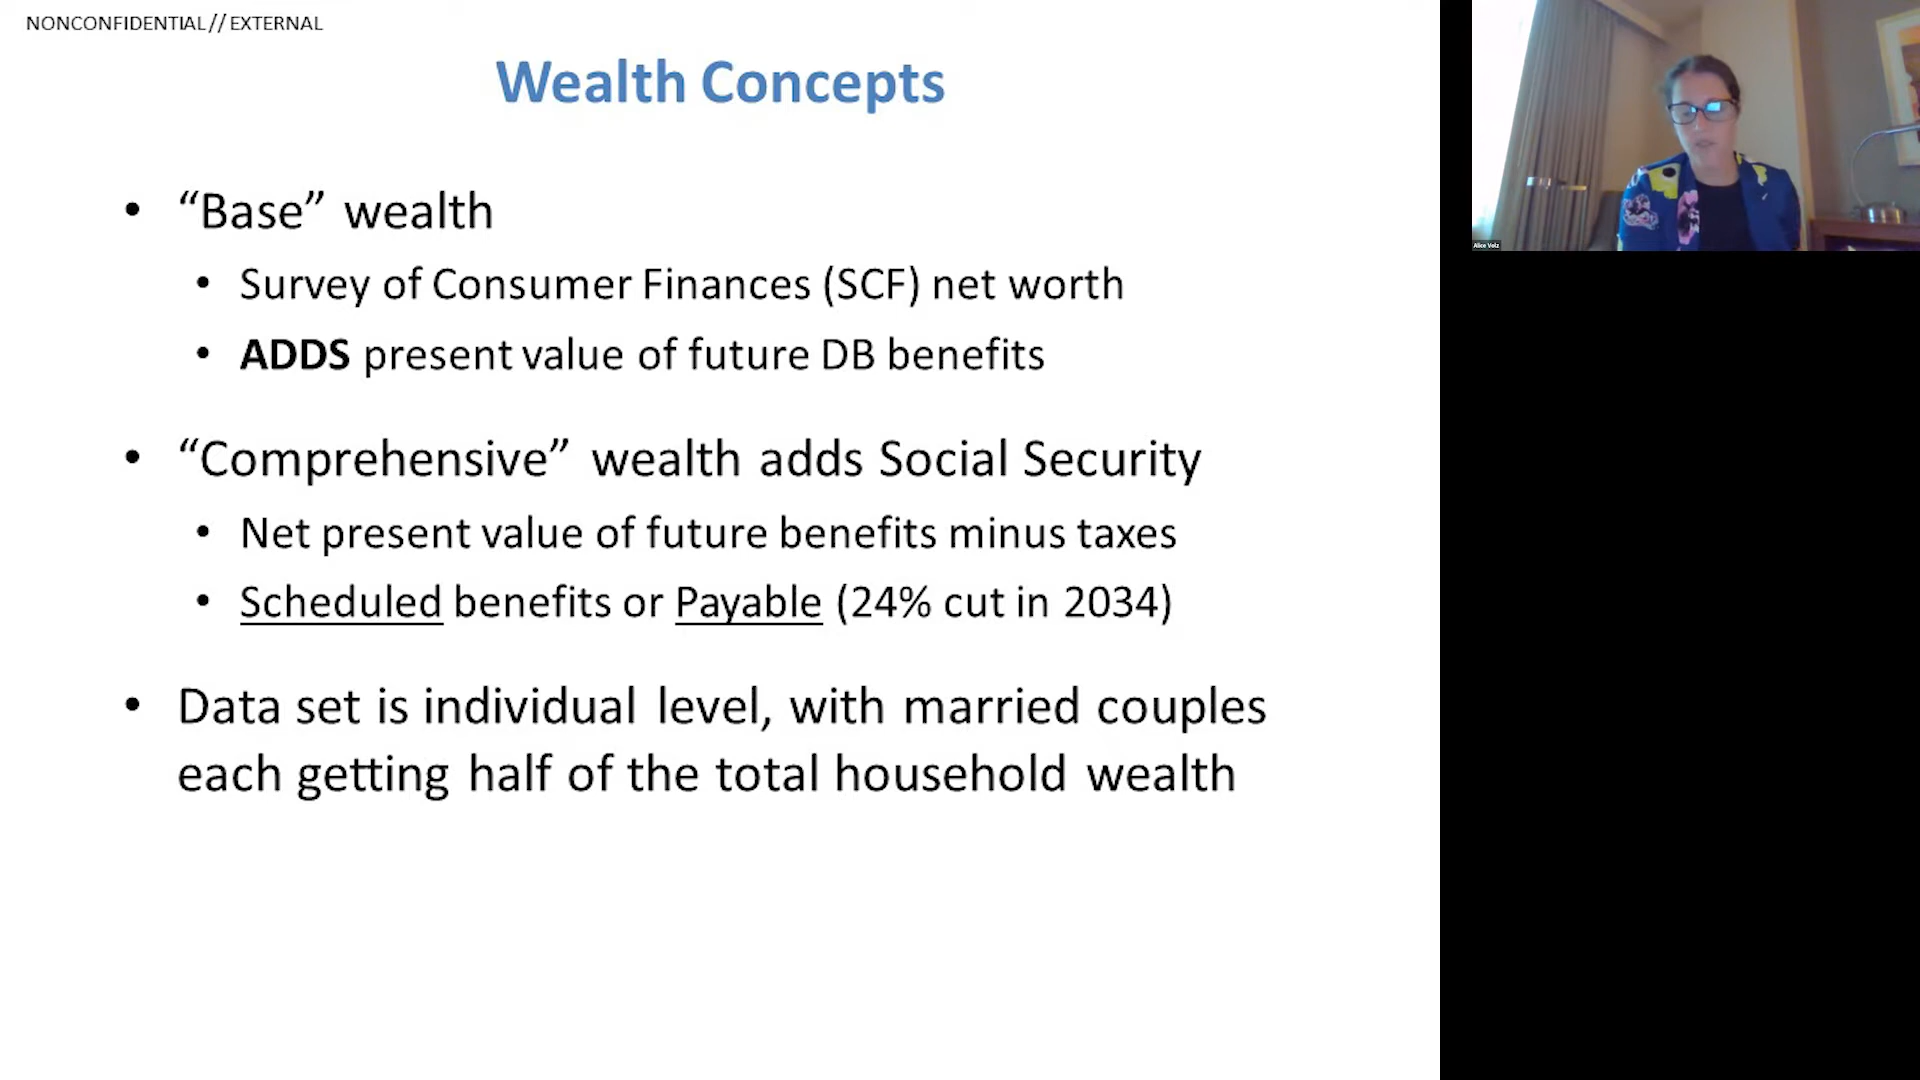 NONCONFIDENTIAL//EXTERNAL
Wealth Concepts
• “Base” wealth
• Survey of Consumer Finances (SCF) net worth
• ADDS present value of future DB benefits
• “Comprehensive” wealth adds Social Security
• Net present value of future benefits minus taxes
• Scheduled benefits or Payable (24% cut in 2034)
• Data set is individual level, with married couples
each getting half of the total household wealth
Alice Volz